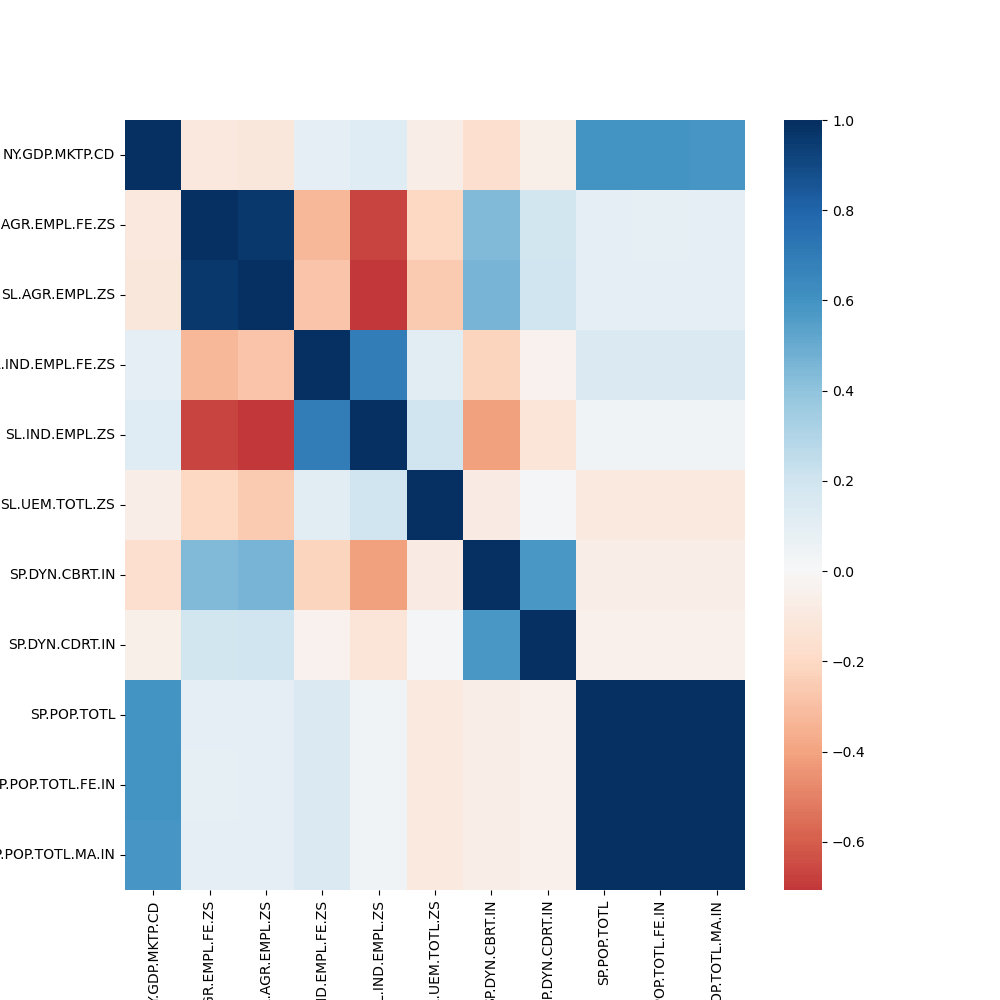 NY.GDP.MKTP.CD
AGR.EMPL.FE.ZS
SL.AGR.EMPL.ZS
.IND.EMPL.FE.ZS
SL.IND.EMPL.ZS
SL.UEM.TOTL.ZS
SP.DYN.CBRT.IN
SP.DYN.CDRT.IN
SP.POP.TOTL
P.POP.TOTL.FE.IN
.POP.TOTL.MA.IN
1.0
0.8
0.6
0.4
0.2
0.0
−0.2
−0.4
−0.6
Y.GDP.MKTP.CD
GR.EMPL.FE.ZS
.AGR.EMPL.ZS
ND.EMPL.FE.ZS
L.IND.EMPL.ZS
.UEM.TOTL.ZS
P.DYN.CBRT.IN
P.DYN.CDRT.IN
SP.POP.TOTL
OP.TOTL.FE.IN
OP.TOTL.MA.IN